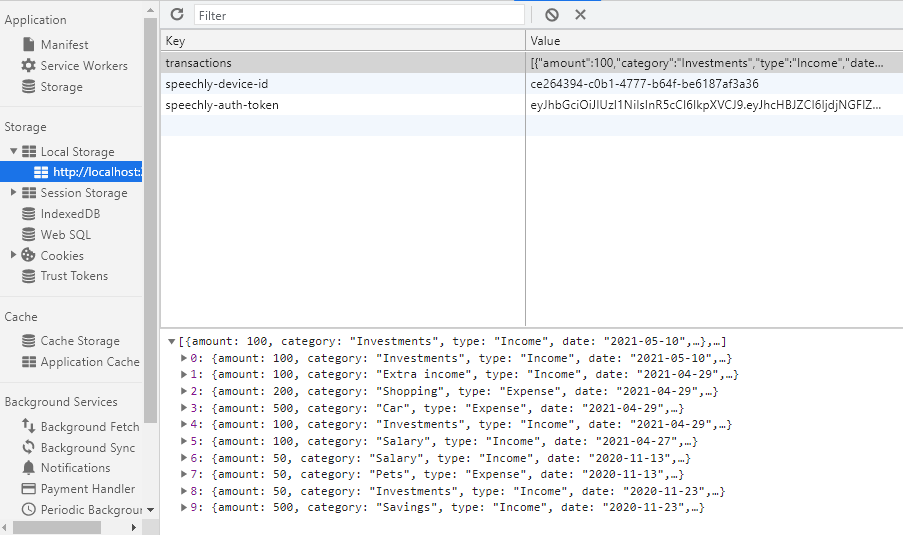 Application
Manifest
Service Workers
Storage
Storage
Local Storage
http://localhost:
Session Storage
IndexedDB
Web SQL
Cookies
Trust Tokens
Cache
Cache Storage
Application Cache
Background Services
Background Fetch
Background Sync
Notifications
Payment Handler
Periodic Backgrou
Filter
Key Value
transactions [{"amount":100,"category":"Investments","type":"Income","date...
speechly-device-id ce264394-c0b1-4777-b64f-be6187af3a36
speechly-auth-token eyJhbGciOiJIUzI1NiIsInR5cCI6IkpXVCJ9.eyJhcHBJZCI6IjdjNGFlZ...
[{amount: 100, category: "Investments", type: "Income", date: "2021-05-10",…},…]
0: {amount: 100, category: "Investments", type: "Income", date: "2021-05-10",…}
1: {amount: 100, category: "Extra income", type: "Income", date: "2021-04-29",…}
2: {amount: 200, category: "Shopping", type: "Expense", date: "2021-04-29",…}
3: {amount: 500, category: "Car", type: "Expense", date: "2021-04-29",…}
4: {amount: 100, category: "Investments", type: "Income", date: "2021-04-29",…}
5: {amount: 100, category: "Salary", type: "Income", date: "2021-04-27",…}
6: {amount: 50, category: "Salary", type: "Income", date: "2020-11-13",…}
7: {amount: 50, category: "Pets", type: "Expense", date: "2020-11-13",…}
8: {amount: 50, category: "Investments", type: "Income", date: "2020-11-23",…}
9: {amount: 500, category: "Savings", type: "Income", date: "2020-11-23",…}